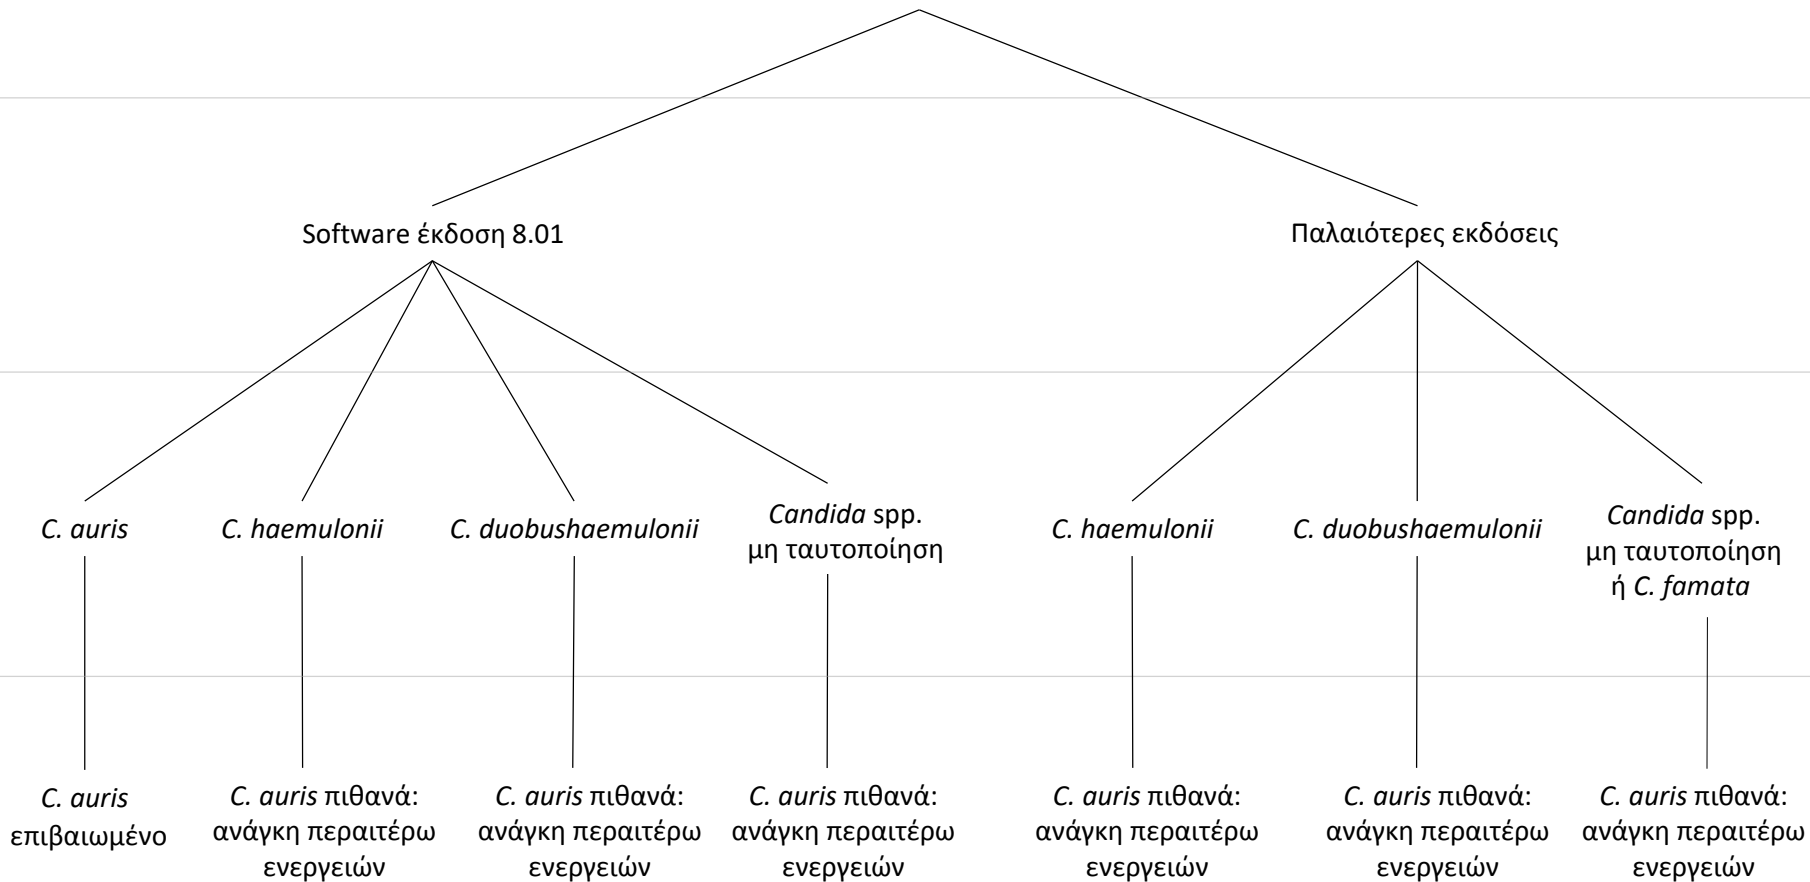 Software έκδοση 8.01
Παλαιότερες εκδόσεις
C. auris
C. haemulonii
C. duobushaemulonii
Candida spp.
μη ταυτοποίηση
C. haemulonii
C. duobushaemulonii
Candida spp.
μη ταυτοποίηση
ή C. famata
C. auris
επιβαιωμένο
C. auris πιθανά:
ανάγκη περαιτέρω
ενεργειών
C. auris πιθανά:
ανάγκη περαιτέρω
ενεργειών
C. auris πιθανά:
ανάγκη περαιτέρω
ενεργειών
C. auris πιθανά:
ανάγκη περαιτέρω
ενεργειών
C. auris πιθανά:
ανάγκη περαιτέρω
ενεργειών
C. auris πιθανά:
ανάγκη περαιτέρω
ενεργειών